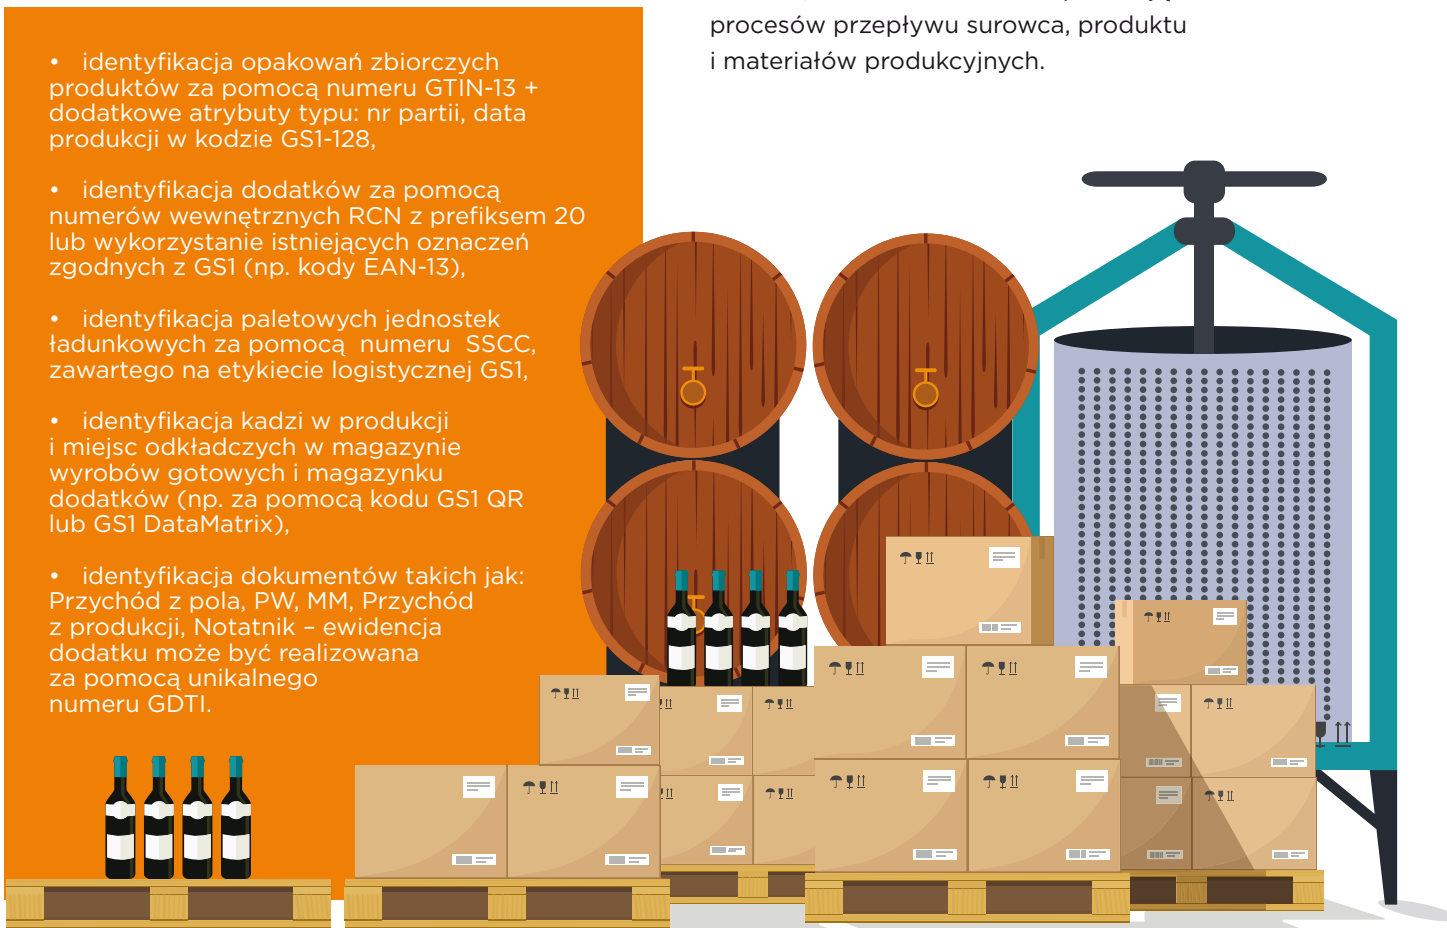 • identyfikacja opakowań zbiorczych
produktów za pomocą numeru GTIN-13 +
dodatkowe atrybuty typu: nr partii, data
produkcji w kodzie GS1-128,
• identyfikacja dodatków za pomocą
numerów wewnętrznych RCN z prefiksem 20
lub wykorzystanie istniejących oznaczeń
zgodnych z GS1 (np. kody EAN-13),
• identyfikacja paletowych jednostek
ładunkowych za pomocą numeru SSCC,
zawartego na etykiecie logistycznej GS1,
• identyfikacja kadzi w produkcji
i miejsc odkładczych w magazynie
wyrobów gotowych i magazynku
dodatków (np. za pomocą kodu GS1 QR
lub GS1 DataMatrix),
• identyfikacja dokumentów takich jak:
Przychód z pola, PW, MM, Przychód
z produkcji, Notatnik – ewidencja
dodatku może być realizowana
za pomocą unikalnego
numeru GDTI.
procesów przepływu surowca, produktu
i materiałów produkcyjnych.